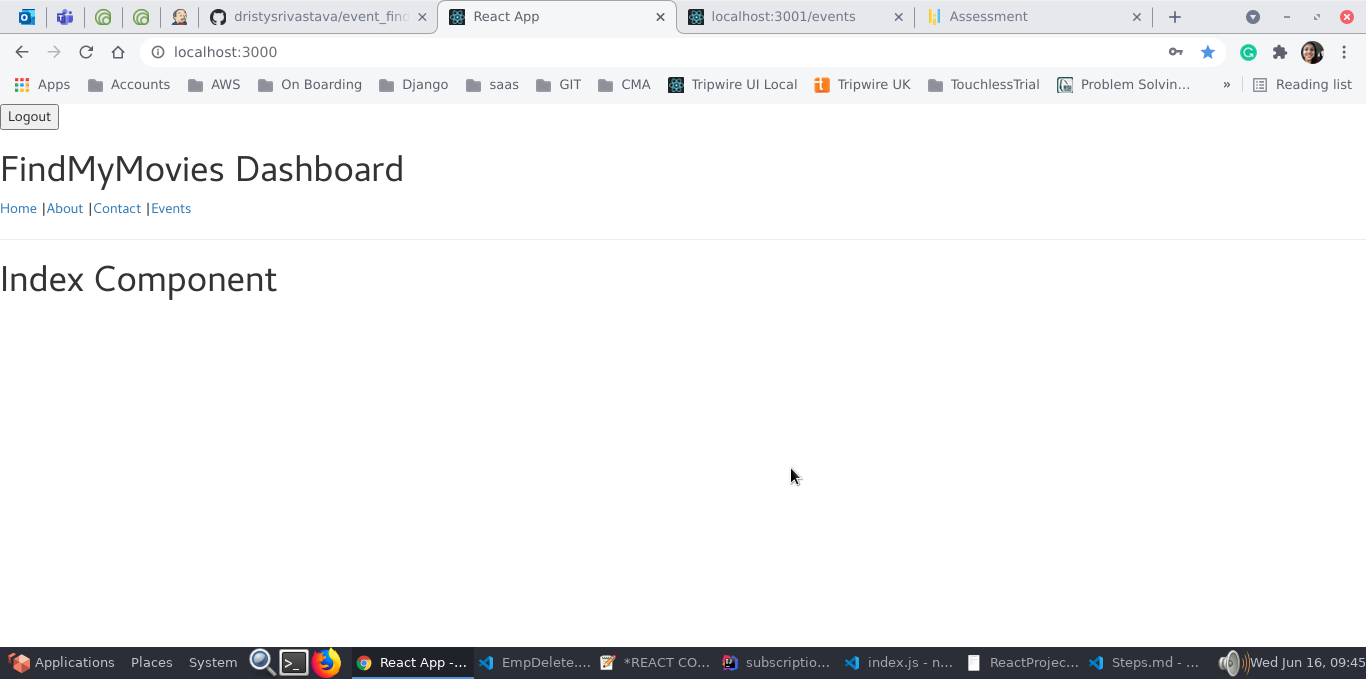 dristysrivastava/event_find
React App
localhost:3001/events
Assessment
localhost:3000
Apps Accounts AWS On Boarding Django saas GIT CMA Tripwire UI Local Tripwire UK TouchlessTrial Problem Solvin... » Reading list
Logout
FindMyMovies Dashboard
Home |About |Contact |Events
Index Component
Applications Places System React App -... EmpDelete.... *REACT CO... subscriptio... index.js - n... ReactProjec... Steps.md - ... Wed Jun 16, 09:45